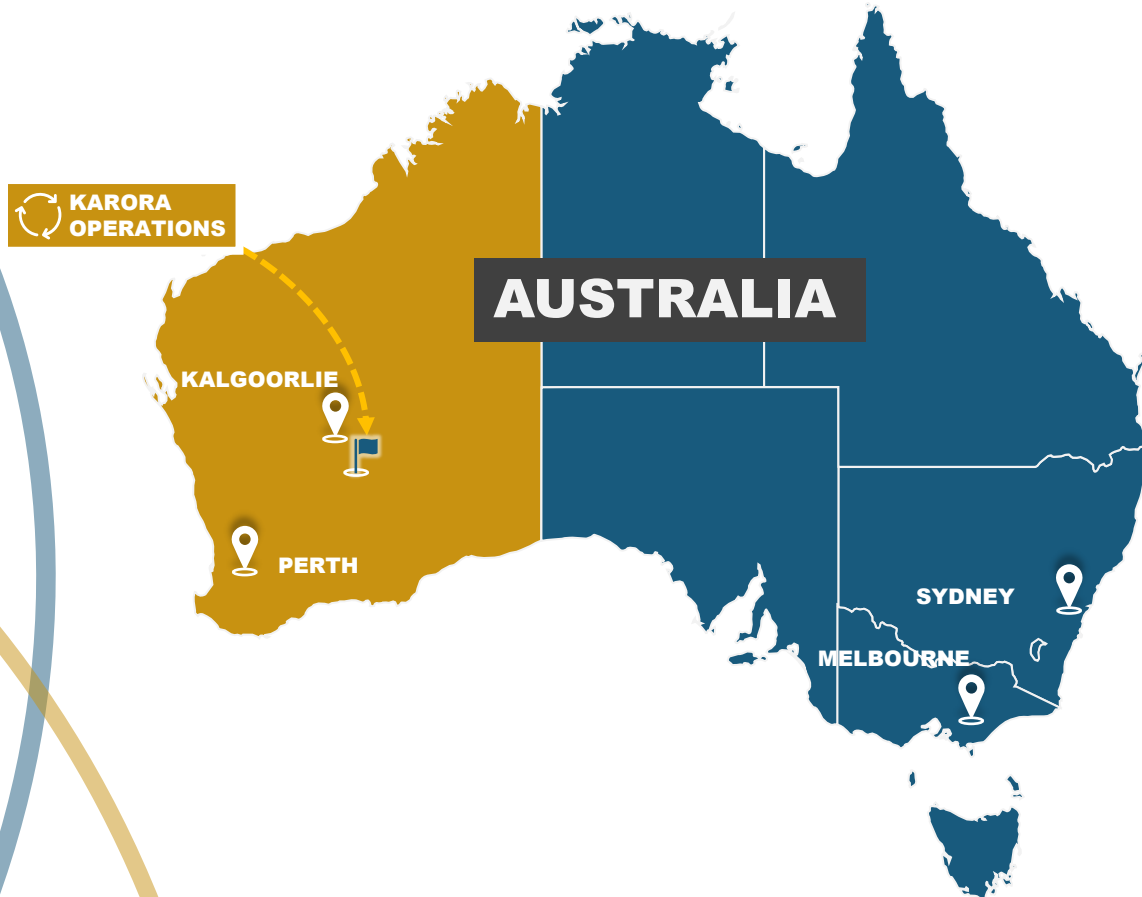 KARORA
OPERATIONS
AUSTRALIA
KALGOORLIE
PERTH
SYDNEY
MELBOURNE